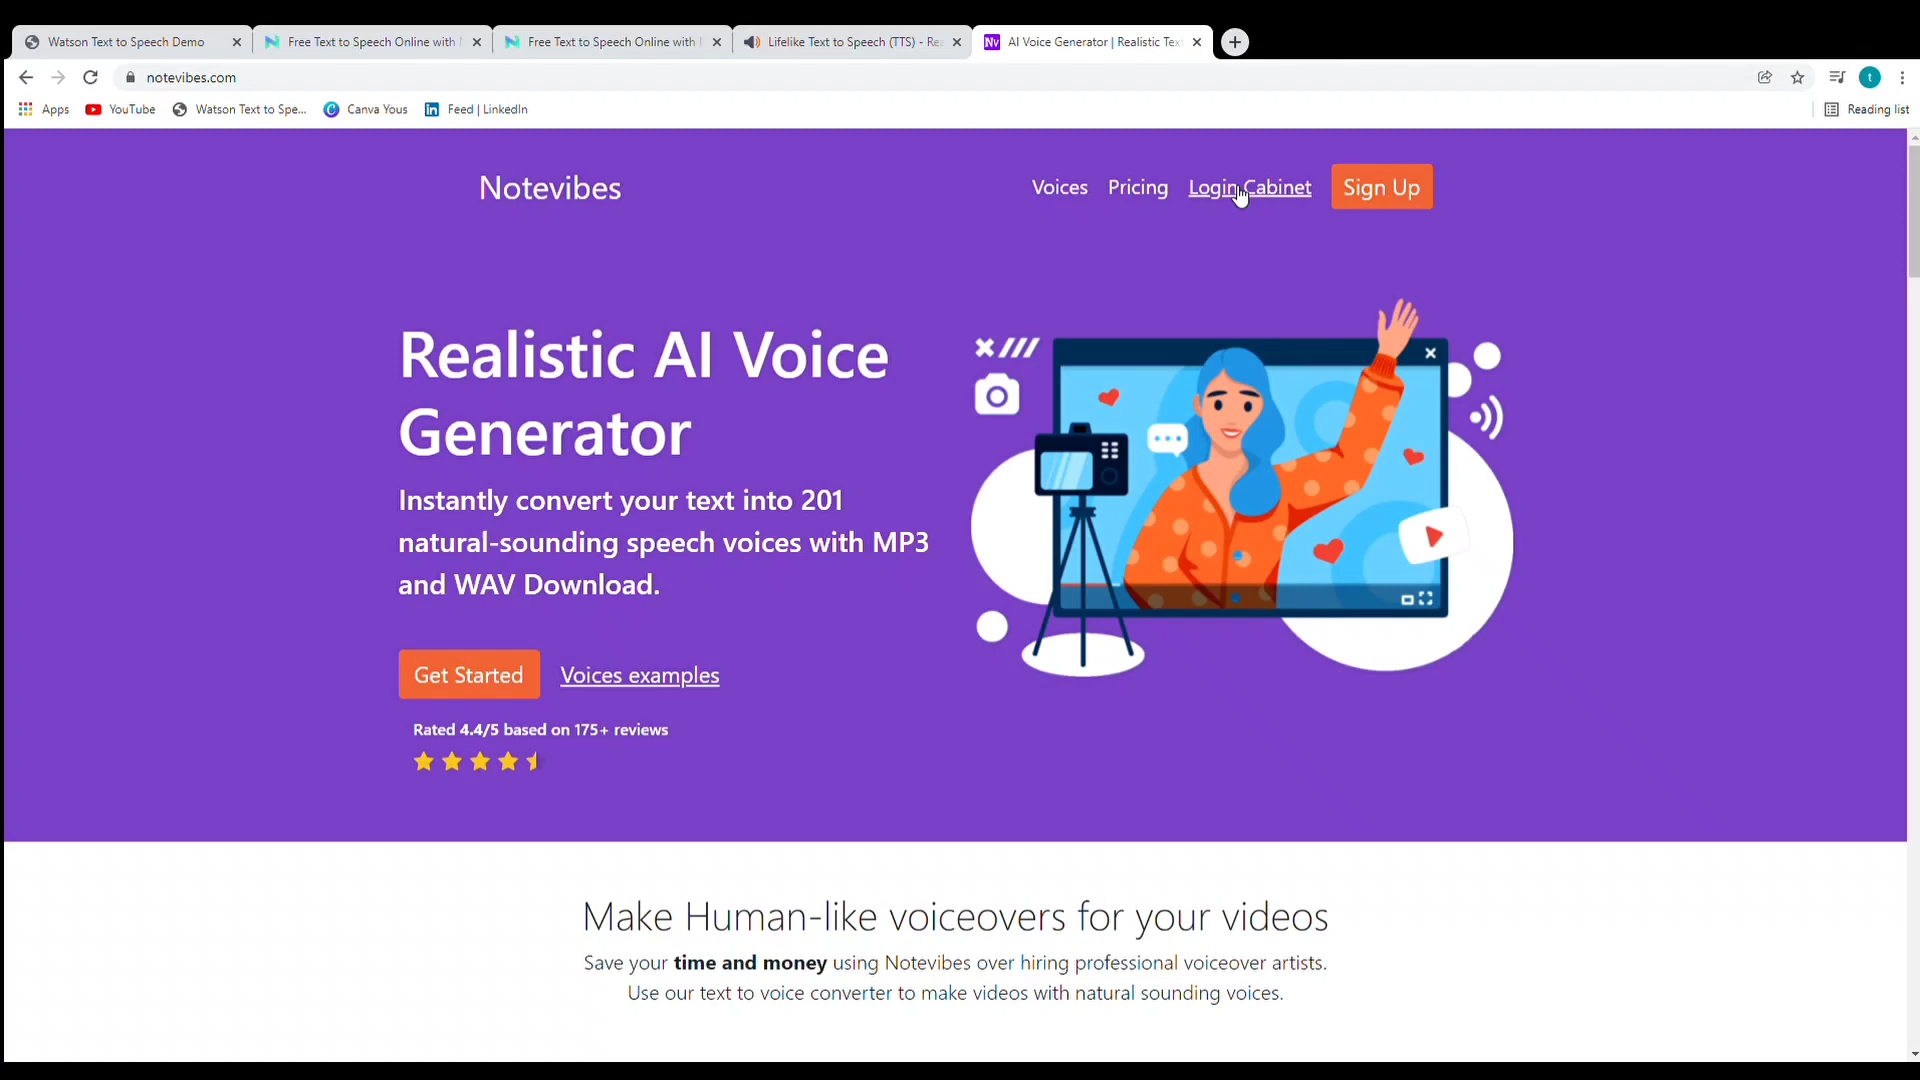 Watson Text to Speech Demo
Free Text to Speech Online with
Free Text to Speech Online with
Lifelike Text to Speech (TTS) - Re
Nv AI Voice Generator | Realistic Tex
notevibes.com
t
Apps YouTube Watson Text to Spe... Canva Yous in Feed | LinkedIn Reading list
Notevibes Voices Pricing Login Cabinet Sign Up
Realistic AI Voice
Generator
Instantly convert your text into 201
natural-sounding speech voices with MP3
and WAV Download.
Get Started Voices examples
Rated 4.4/5 based on 175+ reviews
Make Human-like voiceovers for your videos
Save your time and money using Notevibes over hiring professional voiceover artists.
Use our text to voice converter to make videos with natural sounding voices.